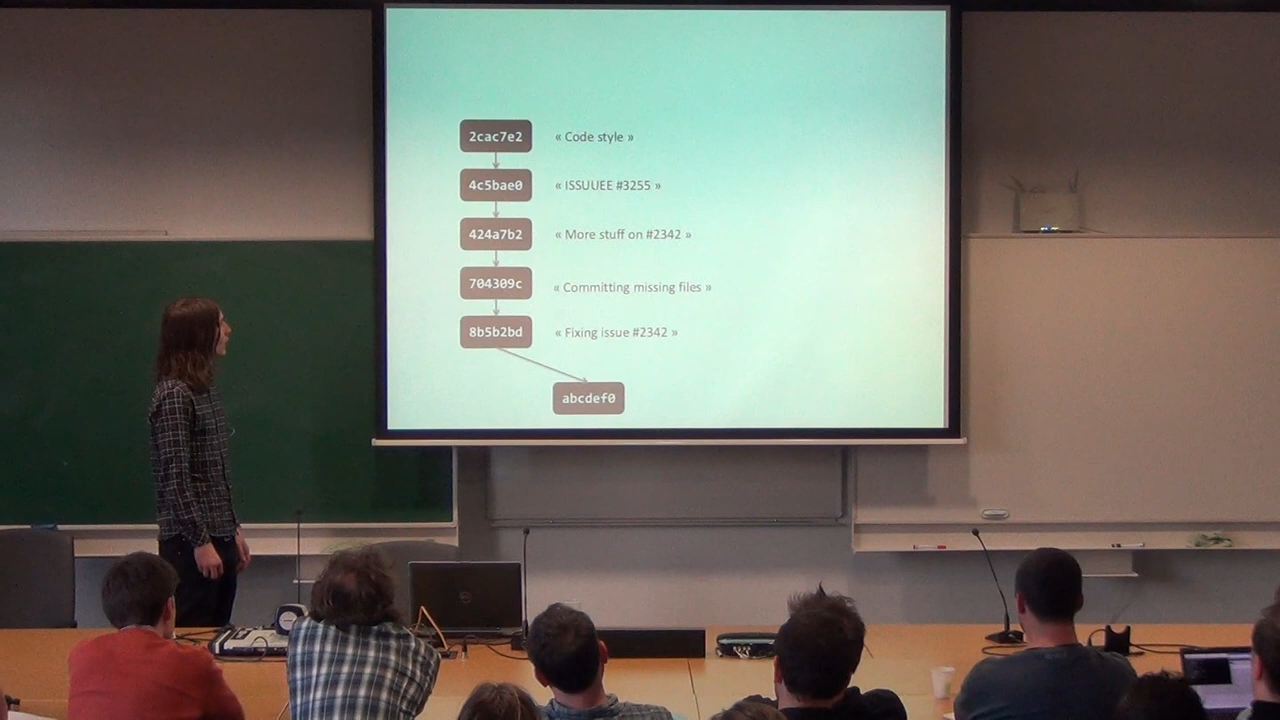 2cac7e2 « Code style »
4c5bae0 « ISSUUEE #3255 »
424a7b2 « More stuff on #2342 »
704309c « Committing missing files »
8b5b2bd « Fixing issue #2342 »
abcdef0